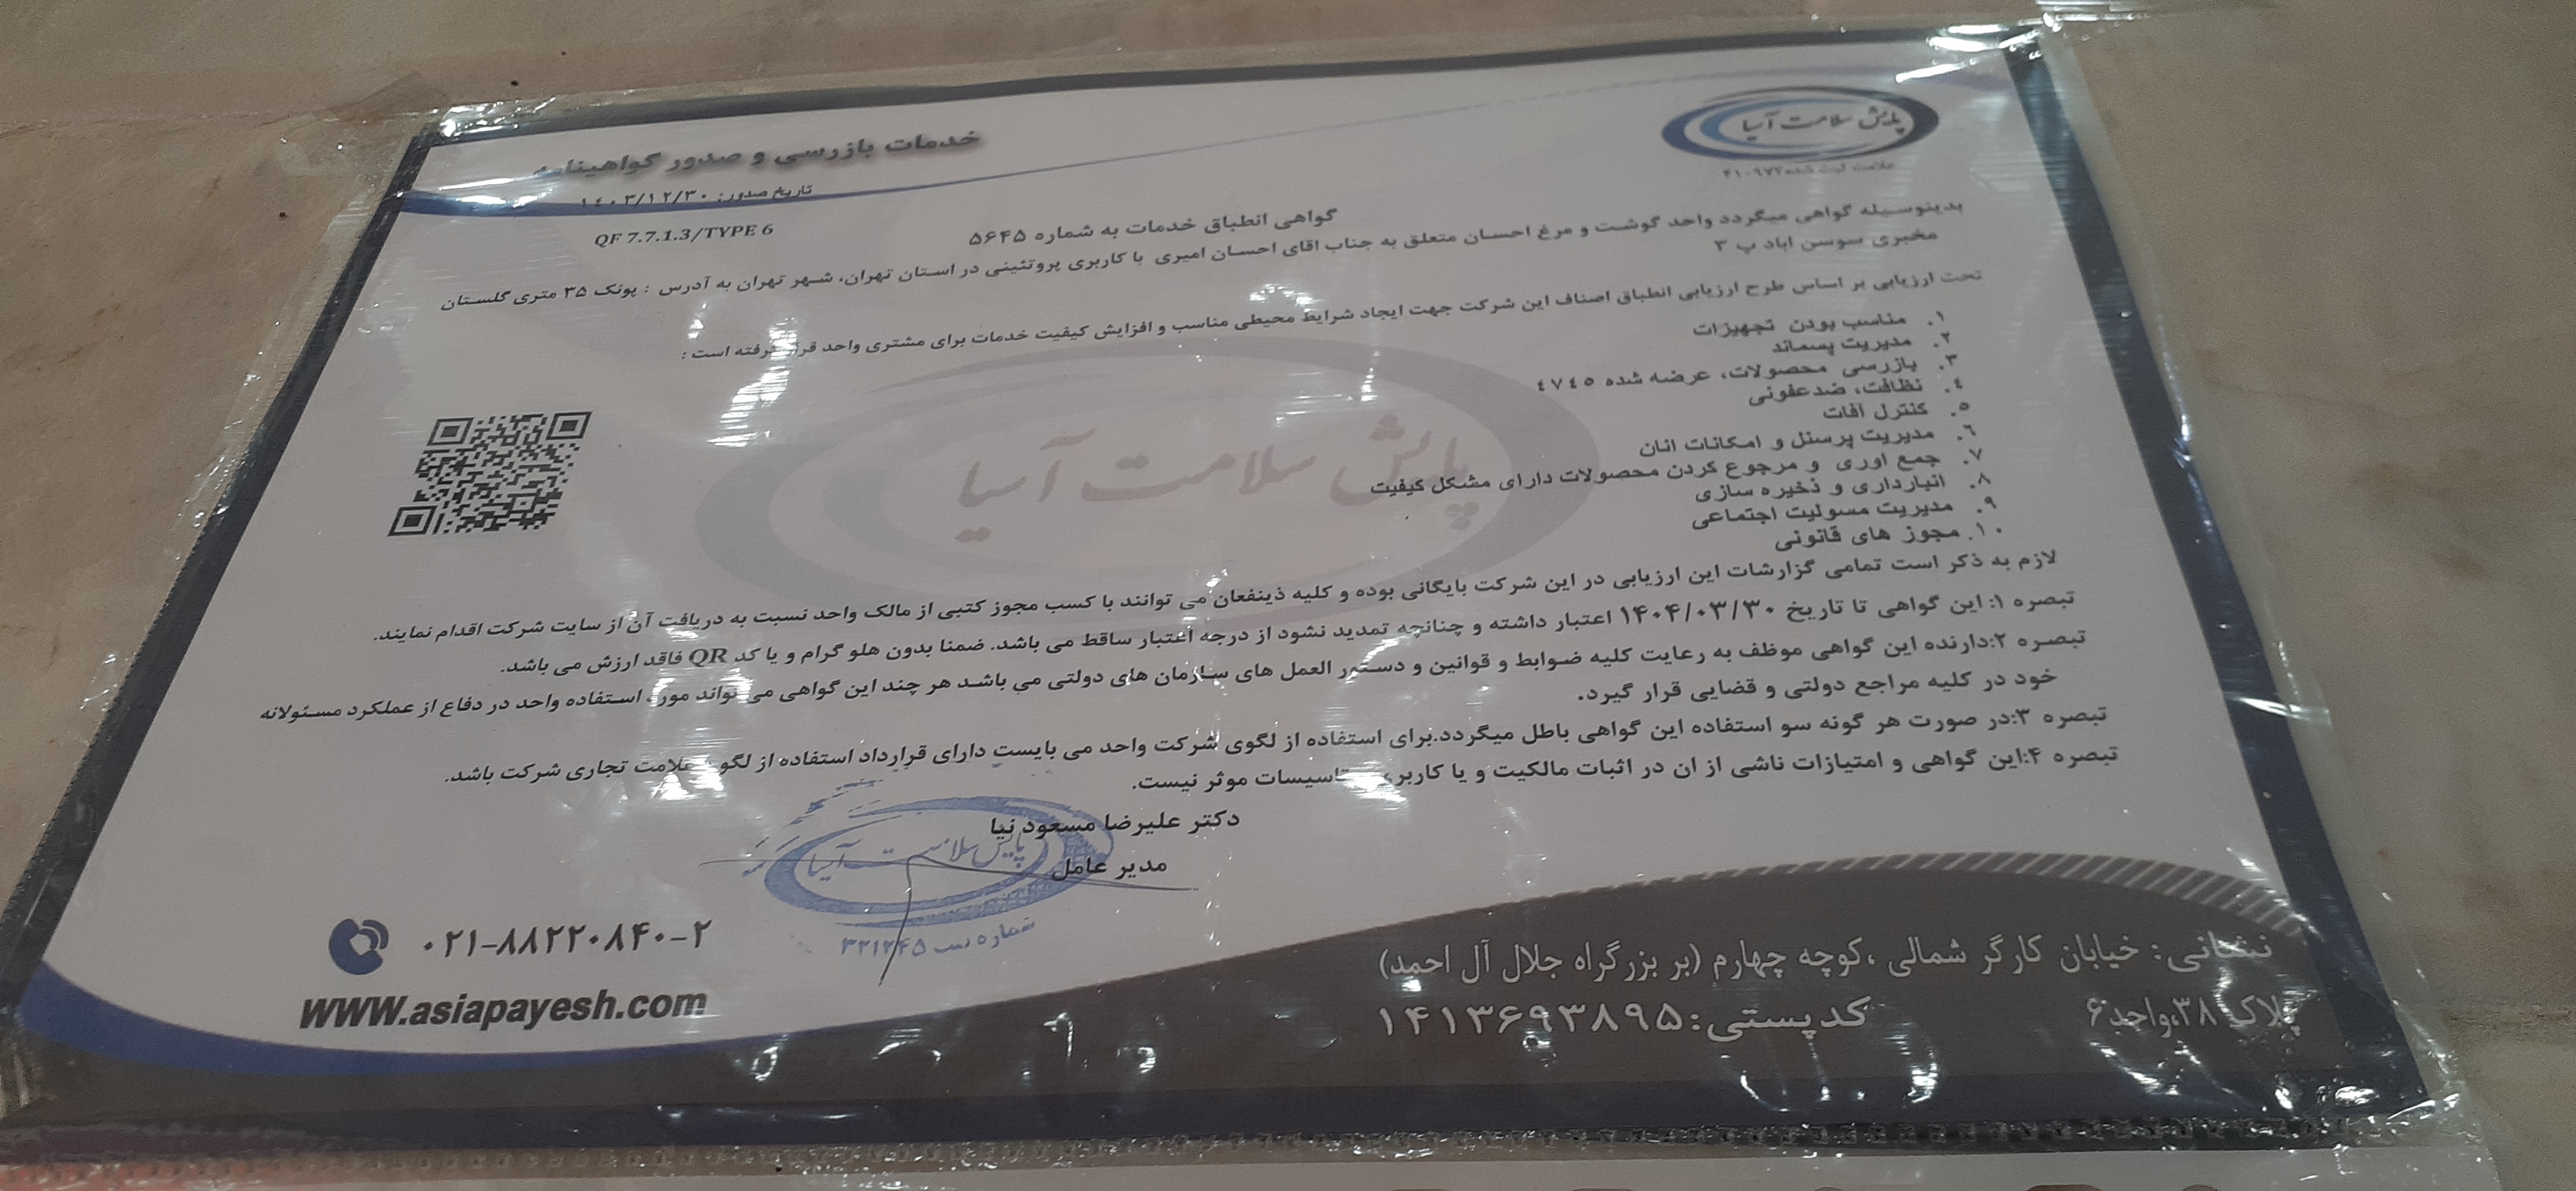 پایش سلامت آسیا
علامت ثبت شده ۴۱۰۹۷۲
خدمات بازرسی و صدور گواهینامه
تاریخ صدور: ۱۴۰۳/۱۲/۳۰
QF 7.7.1.3/TYPE 6
گواهی انطباق خدمات به شماره ۵۶۴۵
بدینوسیله گواهی میگردد واحد گوشت و مرغ احسان متعلق به جناب اقای احسان امیری با کاربری پروتئینی در استان تهران، شهر تهران به آدرس : پونک ۳۵ متری گلستان
مخبری سوسن اباد پ ۳
تحت ارزیابی بر اساس طرح ارزیابی انطباق اصناف این شرکت جهت ایجاد شرایط محیطی مناسب و افزایش کیفیت خدمات برای مشتری واحد قرار گرفته است :
۱. مناسب بودن تجهیزات
۲. مدیریت پسماند
۳. بازرسی محصولات، عرضه شده ٤٧٤٥
٤. نظافت، ضدعفونی
٥. کنترل آفات
٦. مدیریت پرسنل و امکانات انان
۷. جمع اوری و مرجوع کردن محصولات دارای مشکل کیفیت
۸. انبارداری و ذخیره سازی
۹. مدیریت مسولیت اجتماعی
۱۰. مجوز های قانونی
پایش سلامت آسیا
لازم به ذکر است تمامی گزارشات این ارزیابی در این شرکت بایگانی بوده و کلیه ذینفعان می توانند با کسب مجوز کتبی از مالک واحد نسبت به دریافت آن از سایت شرکت اقدام نمایند.
تبصره ۱: این گواهی تا تاریخ ۱۴۰۴/۰۳/۳۰ اعتبار داشته و چنانچه تمدید نشود از درجه اعتبار ساقط می باشد. ضمنا بدون هلو گرام و یا کد QR فاقد ارزش می باشد.
تبصره ۲:دارنده این گواهی موظف به رعایت کلیه ضوابط و قوانین و دستور العمل های سازمان های دولتی می باشد هر چند این گواهی می تواند مورد استفاده واحد در دفاع از عملکرد مسئولانه
خود در کلیه مراجع دولتی و قضایی قرار گیرد.
تبصره ۳:در صورت هر گونه سو استفاده این گواهی باطل میگردد.برای استفاده از لگوی شرکت واحد می بایست دارای قرارداد استفاده از لگو علامت تجاری شرکت باشد.
تبصره ۴:این گواهی و امتیازات ناشی از ان در اثبات مالکیت و یا کاربری تاسیسات موثر نیست.
دکتر علیرضا مسعود نیا
مدیر عامل
پایش سلامت آسیا
شماره ثبت ۳۲۱۲۴۵
۰۲۱-۸۸۲۲۰۸۴۰-۲
WWW.asiapayesh.com
نشانی: خیابان کارگر شمالی ،کوچه چهارم (بر بزرگراه جلال آل احمد)
پلاک ۳۸،واحد۶ کدپستی:۱۴۱۳۶۹۳۸۹۵